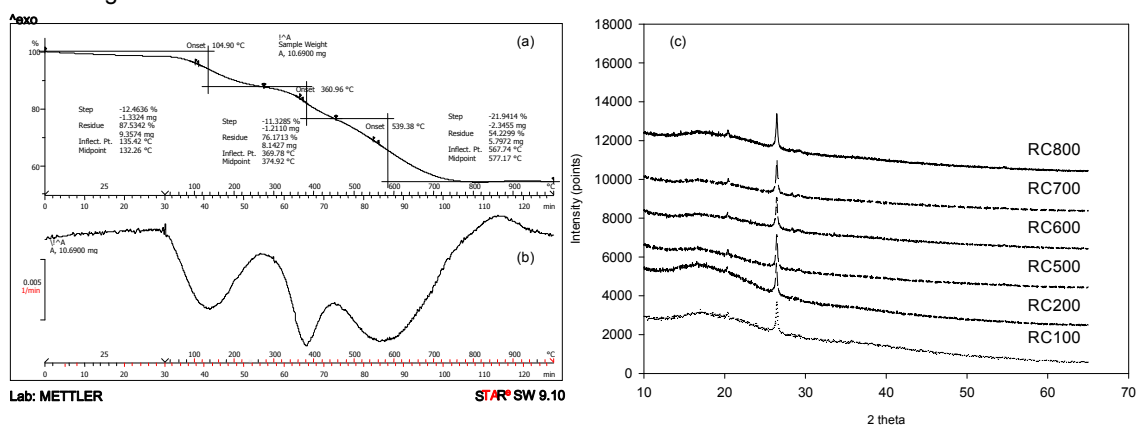 ^exo
(a)
!^A
Sample Weight
A, 10.6900 mg
%
100
80
60
Onset 104.90 °C
Onset 360.96 °C
Onset 539.38 °C
Step -12.4636 %
-1.3324 mg
Residue 87.5342 %
9.3574 mg
Inflect. Pt. 135.42 °C
Midpoint 132.26 °C
Step -11.3285 %
-1.2110 mg
Residue 76.1713 %
8.1427 mg
Inflect. Pt. 369.78 °C
Midpoint 374.92 °C
Step -21.9414 %
-2.3455 mg
Residue 54.2299 %
5.7972 mg
Inflect. Pt. 567.74 °C
Midpoint 577.17 °C
25 100 200 300 400 500 600 700 800 900 °C
0 10 20 30 40 50 60 70 80 90 100 110 120 min
!^A
A, 10.6900 mg
(b)
0.005
1/min
25 100 200 300 400 500 600 700 800 900 °C
0 10 20 30 40 50 60 70 80 90 100 110 120 min
Lab: METTLER
STARe SW 9.10
(c)
Intensity (points)
18000
16000
14000
12000
10000
8000
6000
4000
2000
0
RC800
RC700
RC600
RC500
RC200
RC100
10 20 30 40 50 60 70
2 theta